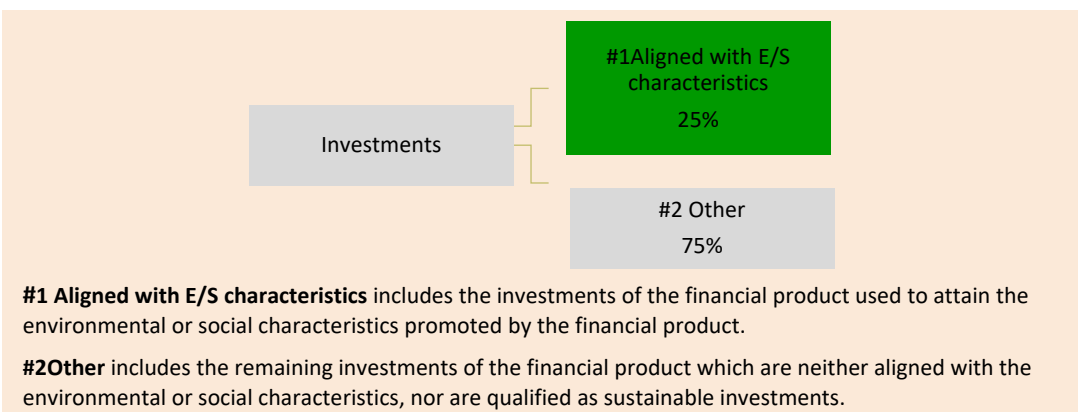 #1Aligned with E/S
characteristics
25%
Investments
#2 Other
75%
#1 Aligned with E/S characteristics includes the investments of the financial product used to attain the
environmental or social characteristics promoted by the financial product.
#2Other includes the remaining investments of the financial product which are neither aligned with the
environmental or social characteristics, nor are qualified as sustainable investments.